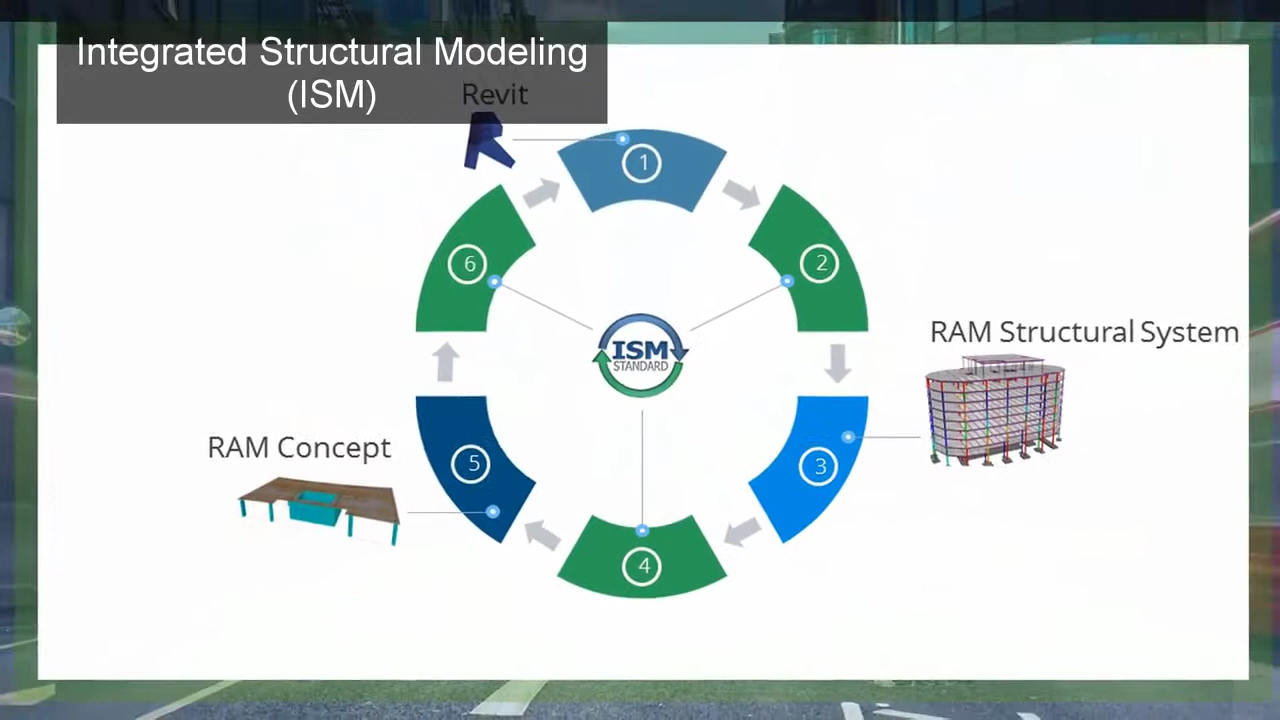 Integrated Structural Modeling
(ISM)
Revit
1
2
6
RAM Structural System
ISM
STANDARD
RAM Concept
5
3
4